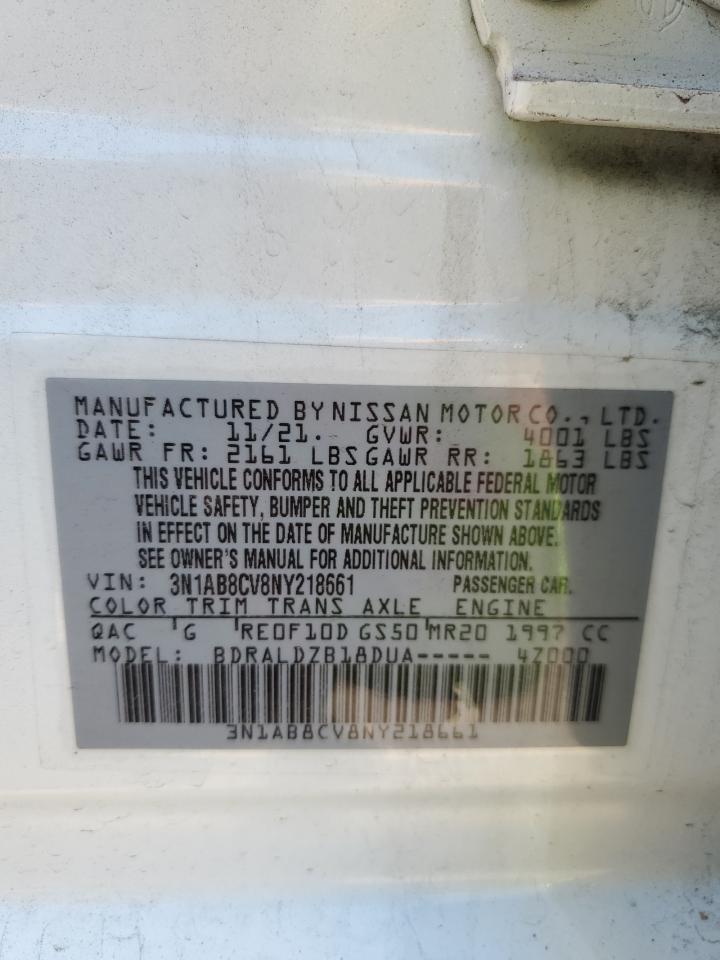 MANUFACTURED BY NISSAN MOTOR CO., LTD.
DATE: 11/21. GVWR: 4001 LBS
GAWR FR: 2161 LBS GAWR RR: 1863 LBS
THIS VEHICLE CONFORMS TO ALL APPLICABLE FEDERAL MOTOR
VEHICLE SAFETY, BUMPER AND THEFT PREVENTION STANDARDS
IN EFFECT ON THE DATE OF MANUFACTURE SHOWN ABOVE.
SEE OWNER'S MANUAL FOR ADDITIONAL INFORMATION.
VIN: 3N1AB8CV8NY218661 PASSENGER CAR.
COLOR TRIM TRANS AXLE ENGINE
QAC G RE0F10D GS50 MR20 1997 CC
MODEL: BDRALDZB18DUA----- 4Z000
3N1AB8CV8NY218661